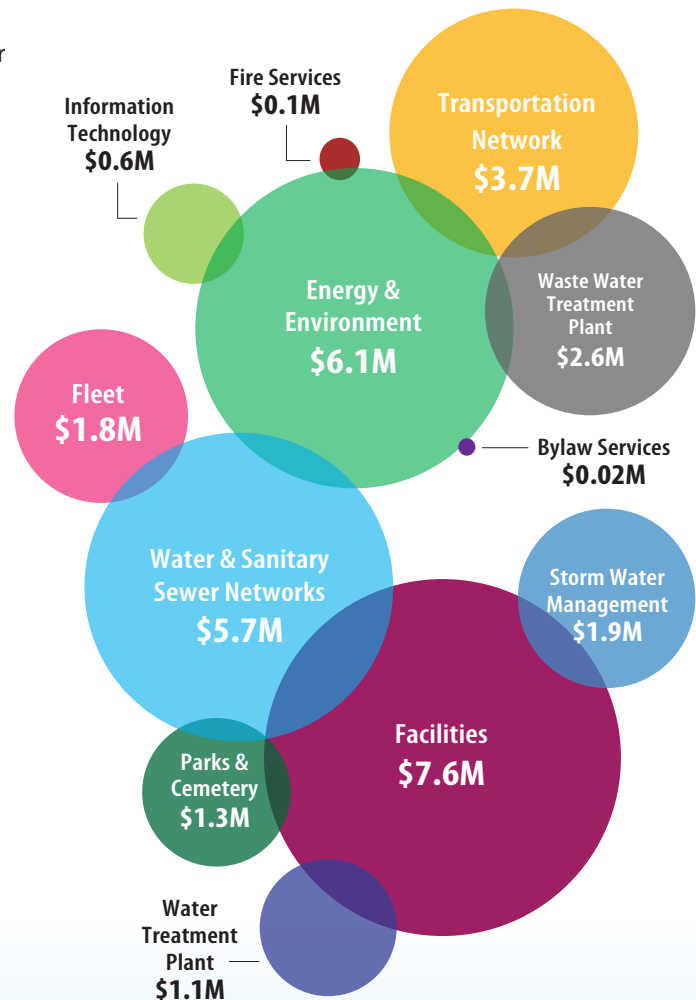 r
Fire Services
$0.1M
Information
Technology
$0.6M
Transportation
Network
$3.7M
Energy &
Environment
$6.1M
Waste Water
Treatment
Plant
$2.6M
Fleet
$1.8M
Bylaw Services
$0.02M
Water & Sanitary
Sewer Networks
$5.7M
Storm Water
Management
$1.9M
Facilities
$7.6M
Parks &
Cemetery
$1.3M
Water
Treatment
Plant
$1.1M